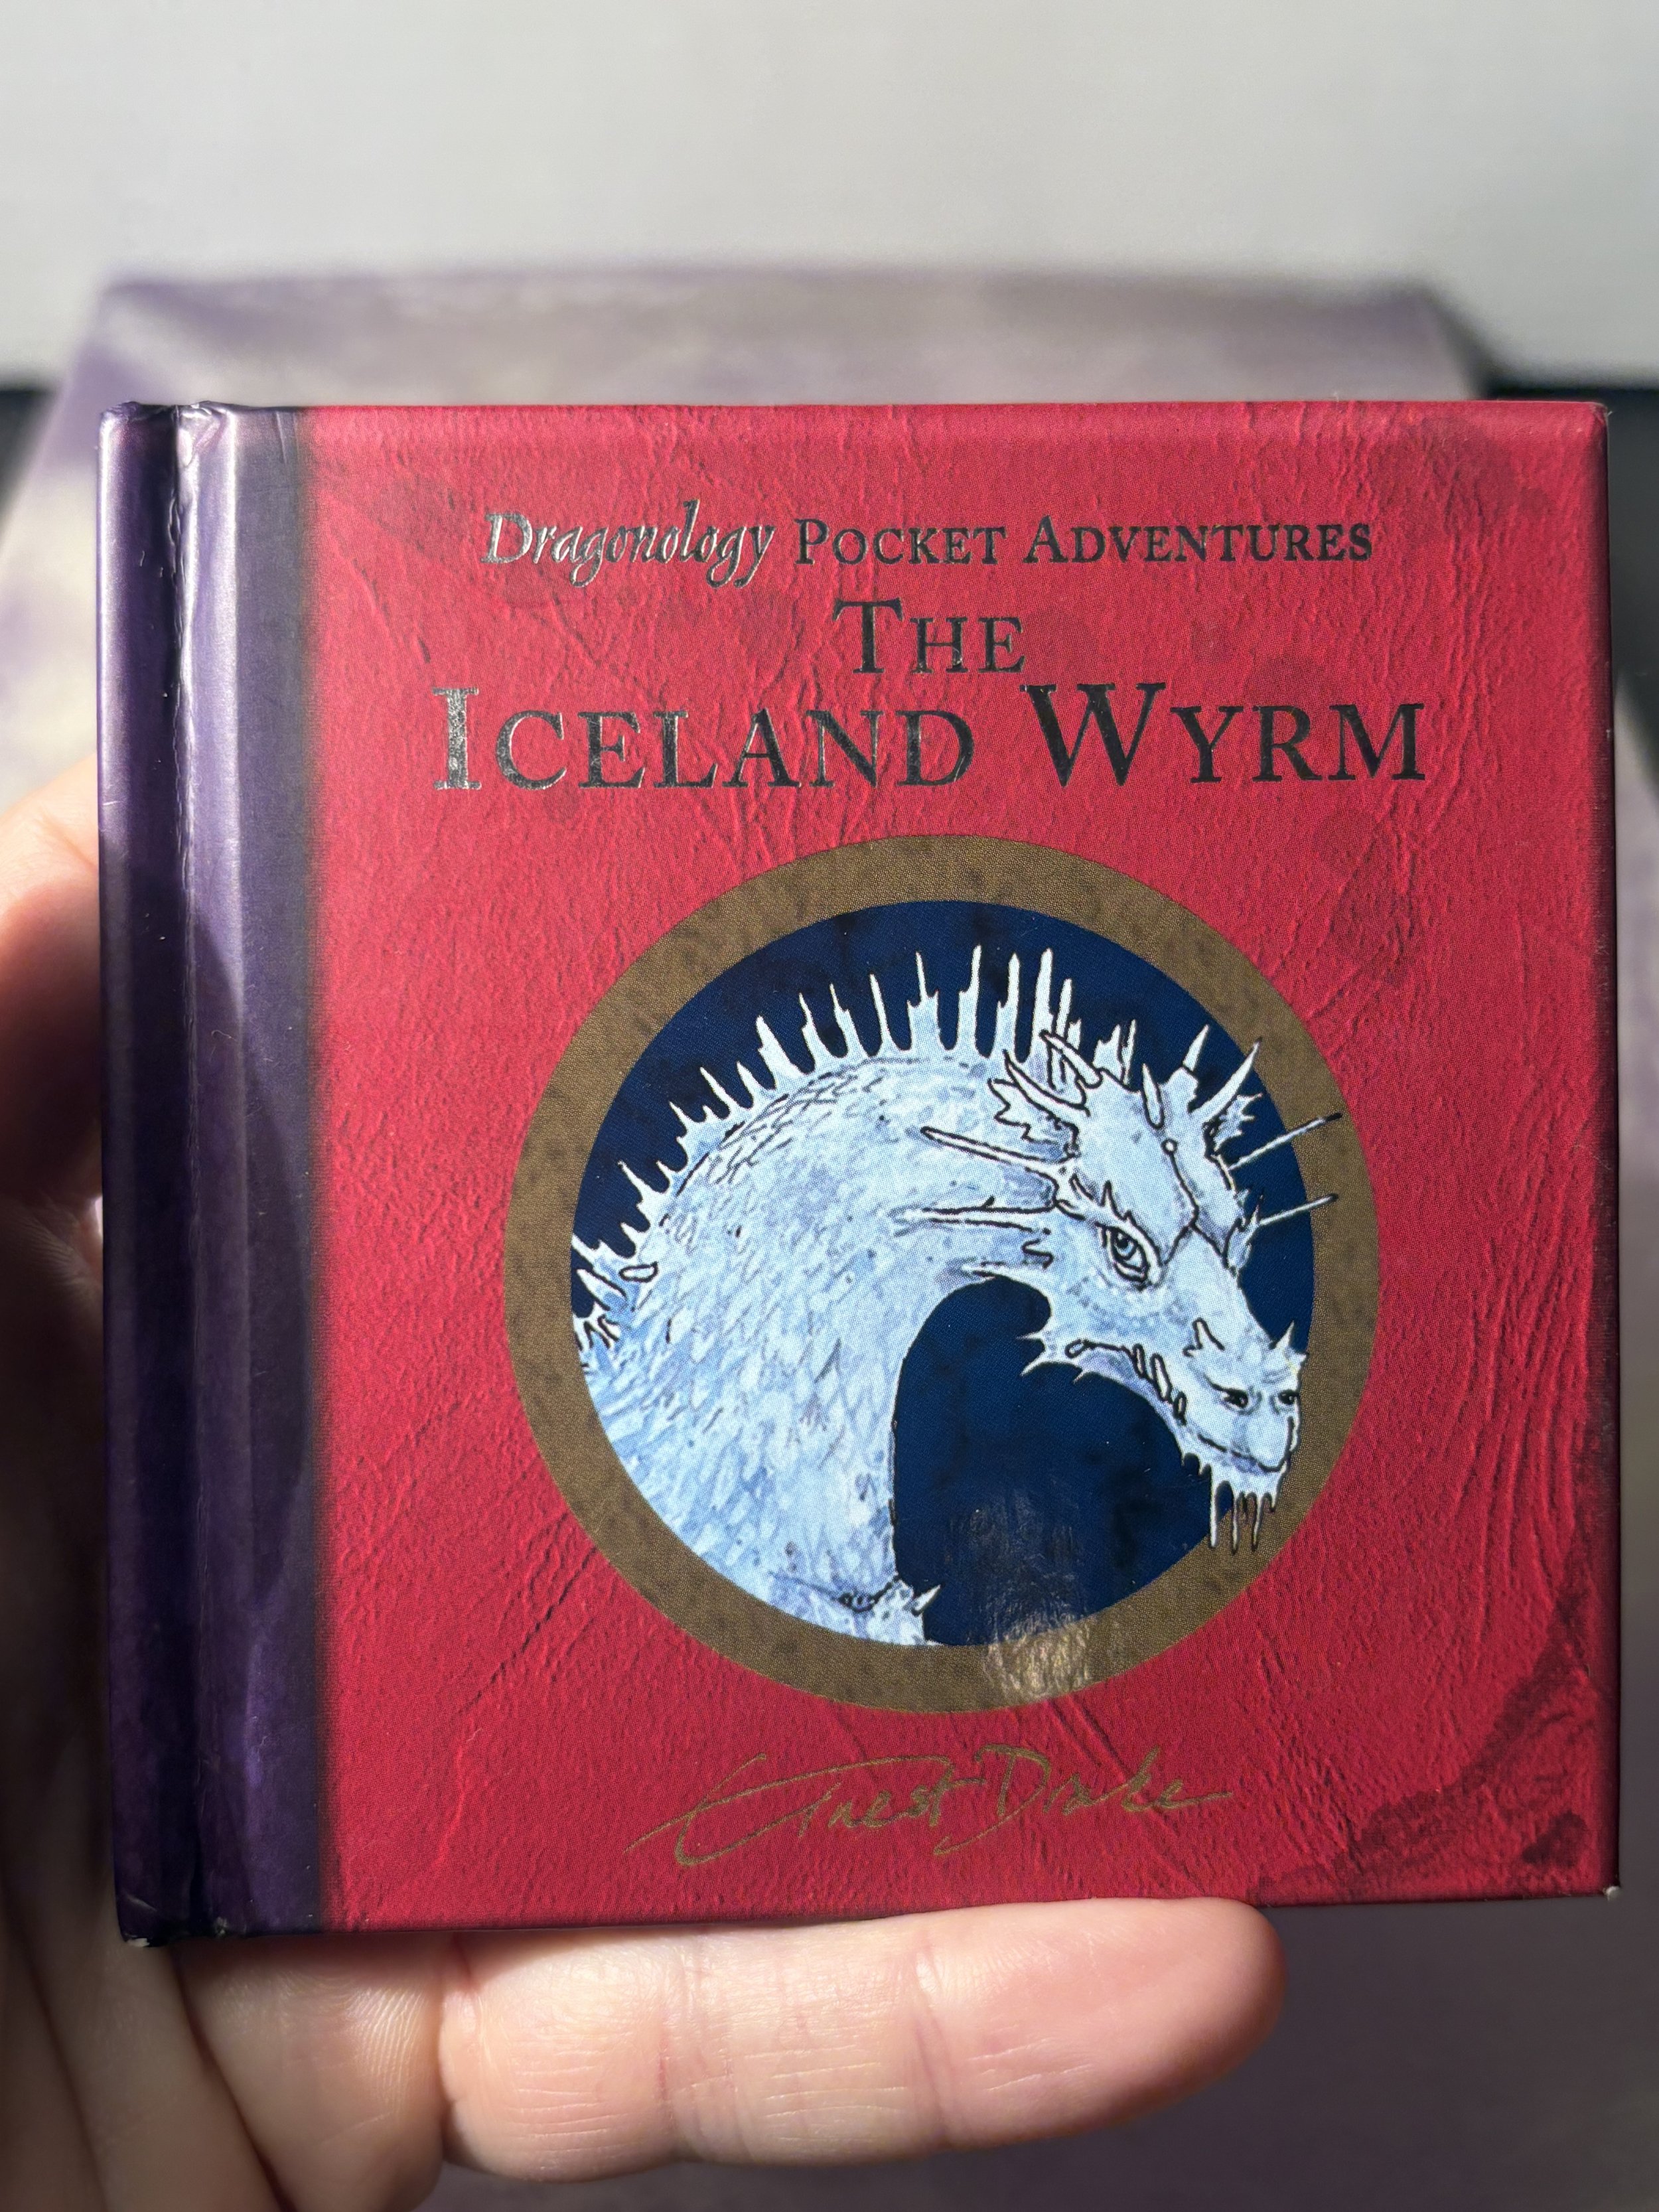 Dragonology POCKET ADVENTURES
THE
ICELAND WYRM
Ernest Drake